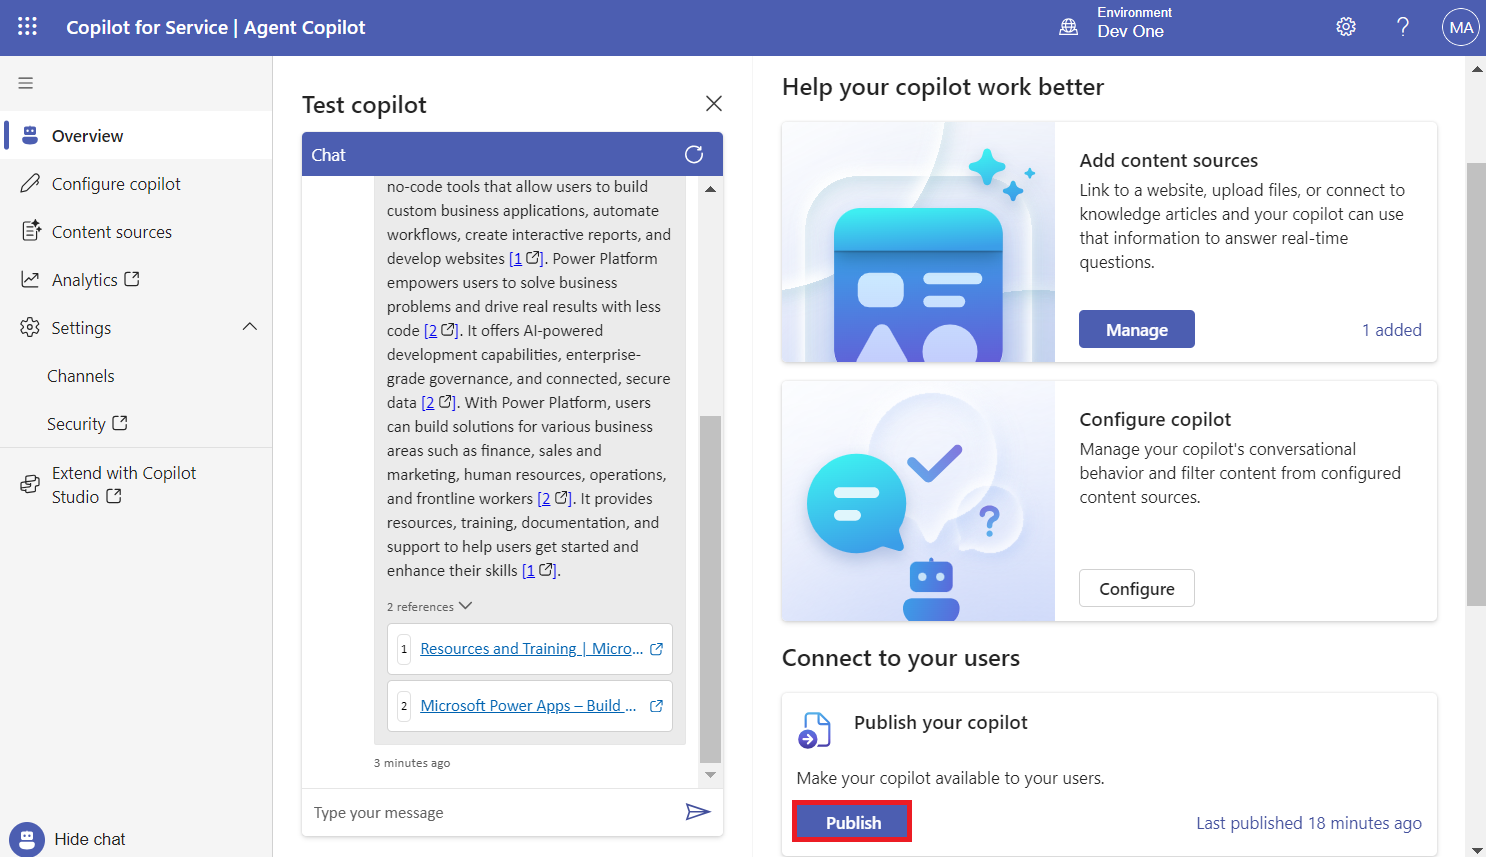 Copilot for Service | Agent Copilot
Environment
Dev One
?
MA
Overview
Configure copilot
Content sources
Analytics
Settings
Channels
Security
Extend with Copilot
Studio
Hide chat
Test copilot
Chat
no-code tools that allow users to build
custom business applications, automate
workflows, create interactive reports, and
develop websites [1]. Power Platform
empowers users to solve business
problems and drive real results with less
code [2]. It offers AI-powered
development capabilities, enterprise-
grade governance, and connected, secure
data [2]. With Power Platform, users
can build solutions for various business
areas such as finance, sales and
marketing, human resources, operations,
and frontline workers [2]. It provides
resources, training, documentation, and
support to help users get started and
enhance their skills [1].
2 references
1 Resources and Training | Micro...
2 Microsoft Power Apps – Build ...
3 minutes ago
Type your message
Help your copilot work better
Add content sources
Link to a website, upload files, or connect to
knowledge articles and your copilot can use
that information to answer real-time
questions.
Manage
1 added
?
Configure copilot
Manage your copilot's conversational
behavior and filter content from configured
content sources.
Configure
Connect to your users
Publish your copilot
Make your copilot available to your users.
Publish
Last published 18 minutes ago